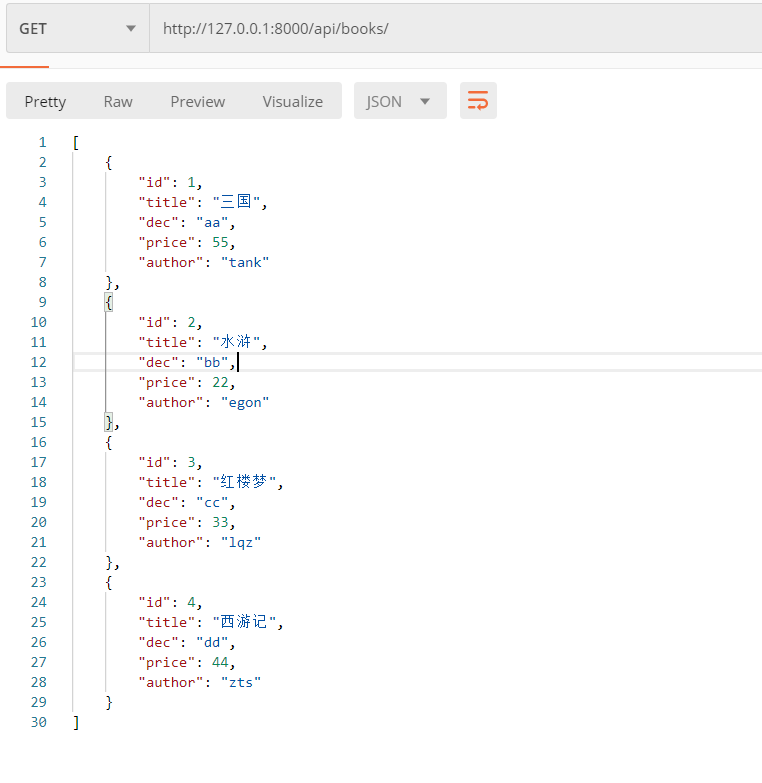 GET http://127.0.0.1:8000/api/books/
Pretty Raw Preview Visualize JSON
1 [
2 {
3 "id": 1,
4 "title": "三国",
5 "dec": "aa",
6 "price": 55,
7 "author": "tank"
8 },
9 {
10 "id": 2,
11 "title": "水浒",
12 "dec": "bb",
13 "price": 22,
14 "author": "egon"
15 },
16 {
17 "id": 3,
18 "title": "红楼梦",
19 "dec": "cc",
20 "price": 33,
21 "author": "lqz"
22 },
23 {
24 "id": 4,
25 "title": "西游记",
26 "dec": "dd",
27 "price": 44,
28 "author": "zts"
29 }
30 ]